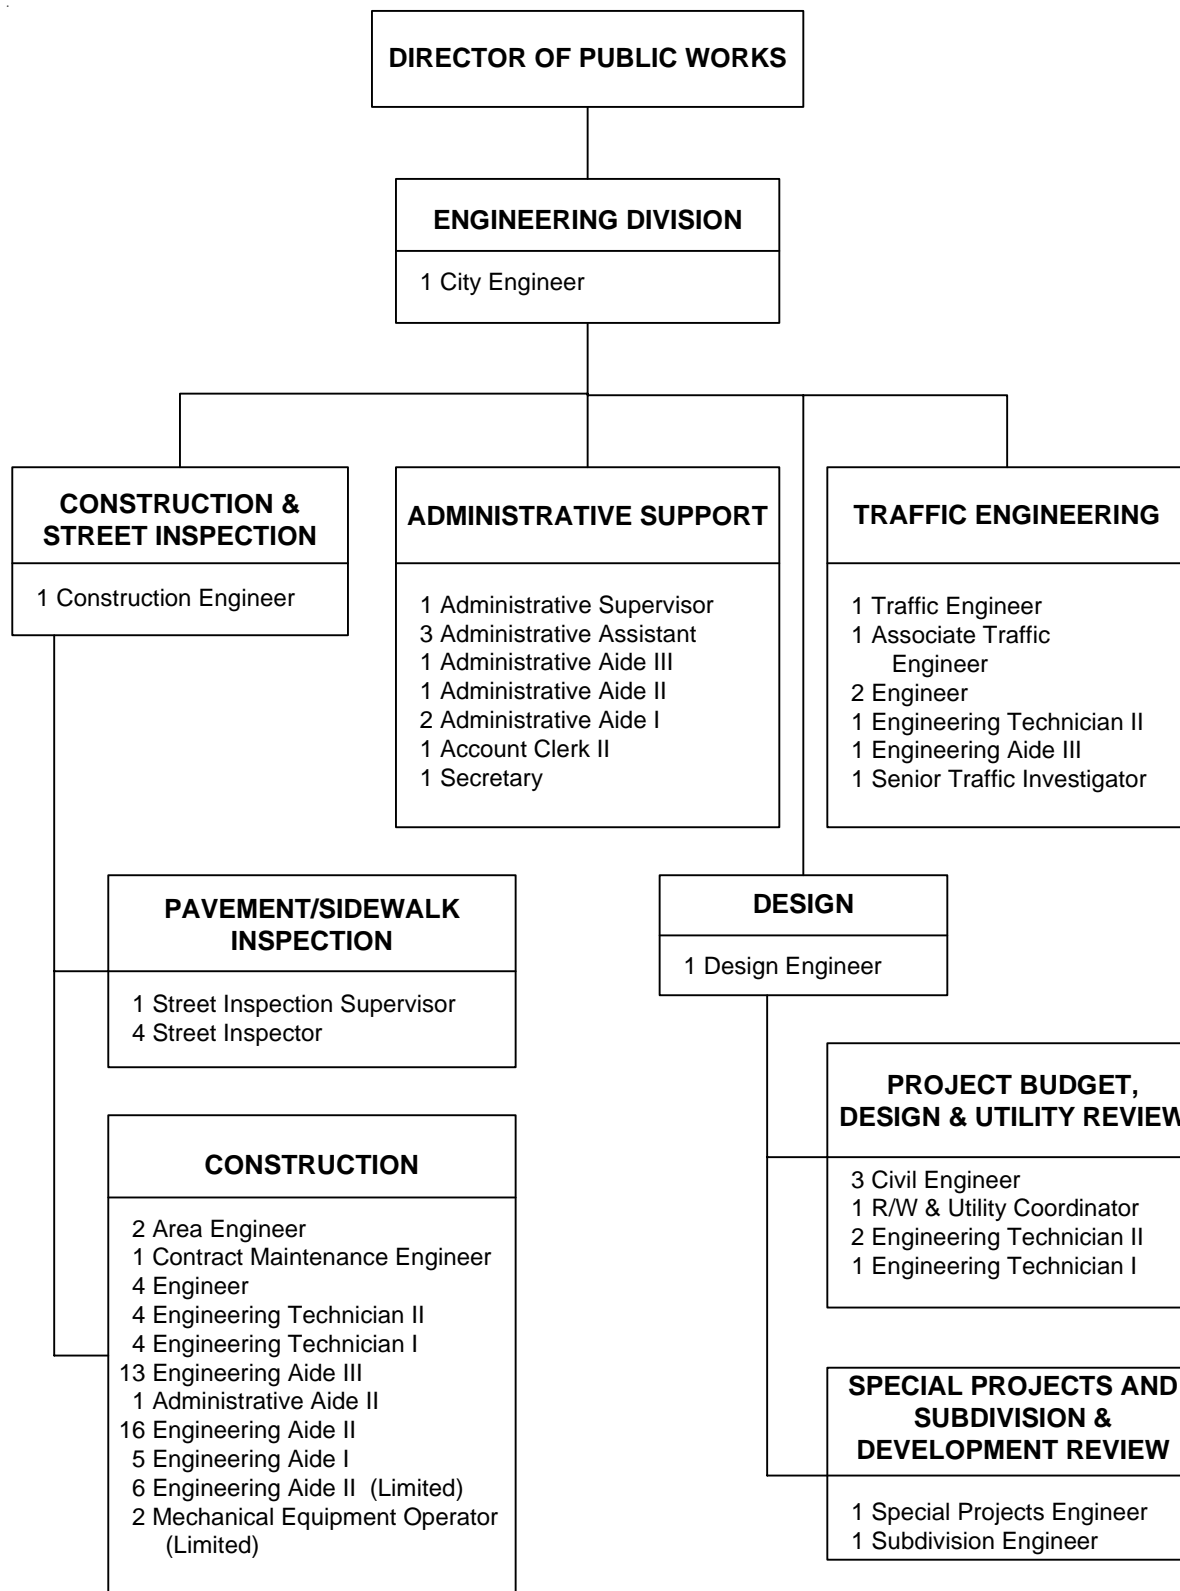 DIRECTOR OF PUBLIC WORKS
ENGINEERING DIVISION
1 City Engineer
CONSTRUCTION &
STREET INSPECTION
1 Construction Engineer
ADMINISTRATIVE SUPPORT
1 Administrative Supervisor
3 Administrative Assistant
1 Administrative Aide III
1 Administrative Aide II
2 Administrative Aide I
1 Account Clerk II
1 Secretary
TRAFFIC ENGINEERING
1 Traffic Engineer
1 Associate Traffic
Engineer
2 Engineer
1 Engineering Technician II
1 Engineering Aide III
1 Senior Traffic Investigator
PAVEMENT/SIDEWALK
INSPECTION
1 Street Inspection Supervisor
4 Street Inspector
CONSTRUCTION
2 Area Engineer
1 Contract Maintenance Engineer
4 Engineer
4 Engineering Technician II
4 Engineering Technician I
13 Engineering Aide III
1 Administrative Aide II
16 Engineering Aide II
5 Engineering Aide I
6 Engineering Aide II (Limited)
2 Mechanical Equipment Operator
(Limited)
DESIGN
1 Design Engineer
PROJECT BUDGET,
DESIGN & UTILITY REVIEW
3 Civil Engineer
1 R/W & Utility Coordinator
2 Engineering Technician II
1 Engineering Technician I
SPECIAL PROJECTS AND
SUBDIVISION &
DEVELOPMENT REVIEW
1 Special Projects Engineer
1 Subdivision Engineer